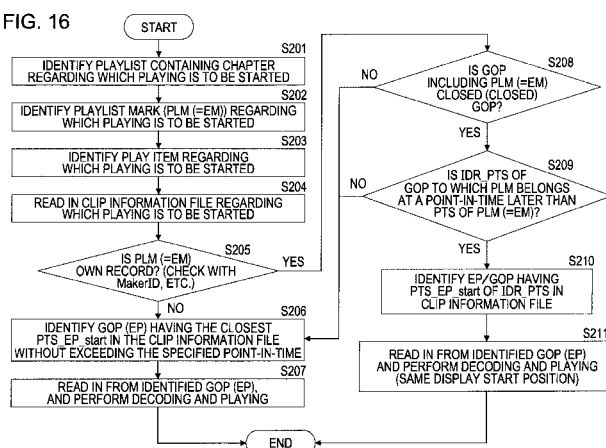 FIG. 16
START
S201
IDENTIFY PLAYLIST CONTAINING CHAPTER
REGARDING WHICH PLAYING IS TO BE STARTED
S202
IDENTIFY PLAYLIST MARK (PLM (=EM)) REGARDING
WHICH PLAYING IS TO BE STARTED
S203
IDENTIFY PLAY ITEM REGARDING
WHICH PLAYING IS TO BE STARTED
S204
READ IN CLIP INFORMATION FILE REGARDING
WHICH PLAYING IS TO BE STARTED
S205
IS PLM (=EM)
OWN RECORD? (CHECK WITH
MakerID, ETC.)
YES
NO
S206
IDENTIFY GOP (EP) HAVING THE CLOSEST
PTS_EP_start IN THE CLIP INFORMATION FILE
WITHOUT EXCEEDING THE SPECIFIED POINT-IN-TIME
S207
READ IN FROM IDENTIFIED GOP (EP),
AND PERFORM DECODING AND PLAYING
S208
IS GOP
INCLUDING PLM (=EM)
CLOSED (CLOSED)
GOP?
NO
YES
S209
IS IDR_PTS OF
GOP TO WHICH PLM BELONGS
AT A POINT-IN-TIME LATER THAN
PTS OF PLM (=EM)?
NO
YES
S210
IDENTIFY EP/GOP HAVING
PTS_EP_start OF IDR_PTS IN
CLIP INFORMATION FILE
S211
READ IN FROM IDENTIFIED GOP (EP)
AND PERFORM DECODING AND PLAYING
(SAME DISPLAY START POSITION)
END